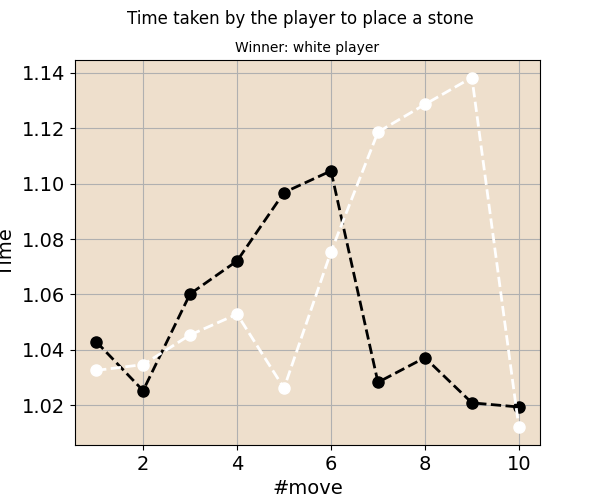 Time taken by the player to place a stone
Winner: white player
1.14
1.12
1.10
1.08
1.06
1.04
1.02
Time
2 4 6 8 10
#move